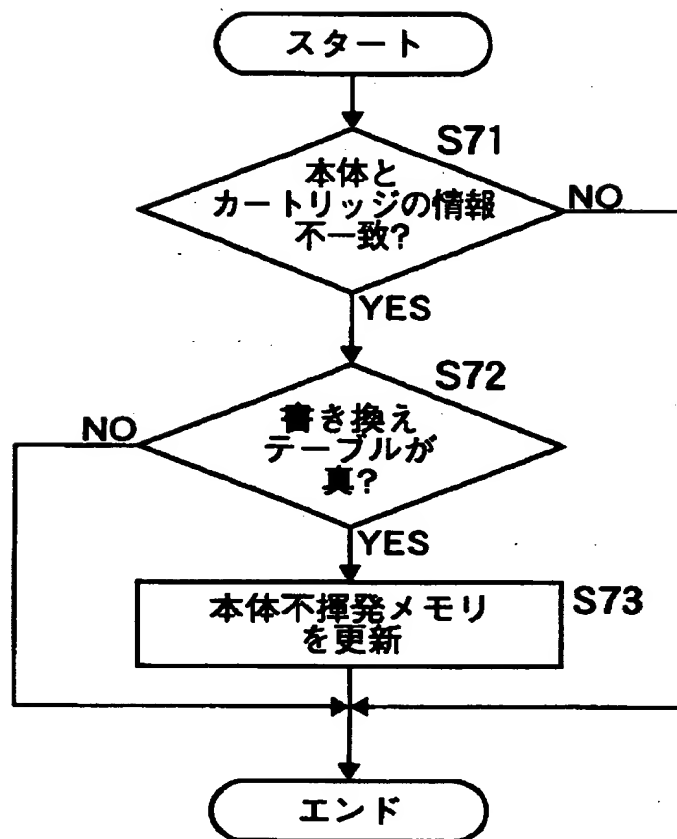 スタート
S71
本体と
カートリッジの情報
不一致?
NO
YES
S72
書き換え
テーブルが
真?
NO
YES
S73
本体不揮発メモリ
を更新
エンド